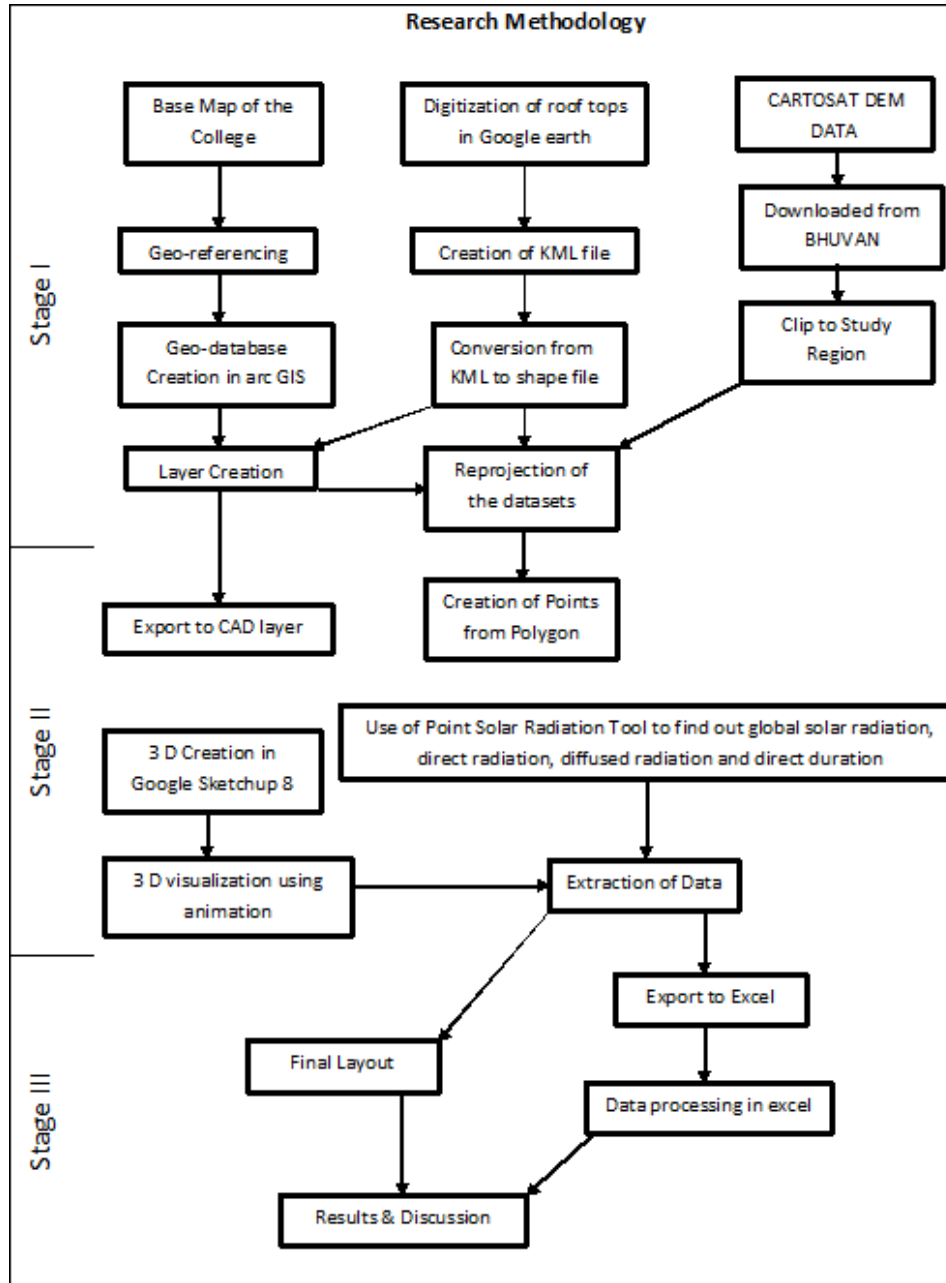 Research Methodology
Base Map of the
College
Digitization of roof tops
in Google earth
CARTOSAT DEM
DATA
Downloaded from
BHUVAN
Geo-referencing
Creation of KML file
Stage I
Geo-database
Creation in arc GIS
Conversion from
KML to shape file
Clip to Study
Region
Layer Creation
Reprojection of
the datasets
Creation of Points
from Polygon
Export to CAD layer
Stage II
Use of Point Solar Radiation Tool to find out global solar radiation,
direct radiation, diffused radiation and direct duration
3 D Creation in
Google Sketchup 8
3 D visualization using
animation
Extraction of Data
Stage III
Export to Excel
Final Layout
Data processing in excel
Results & Discussion